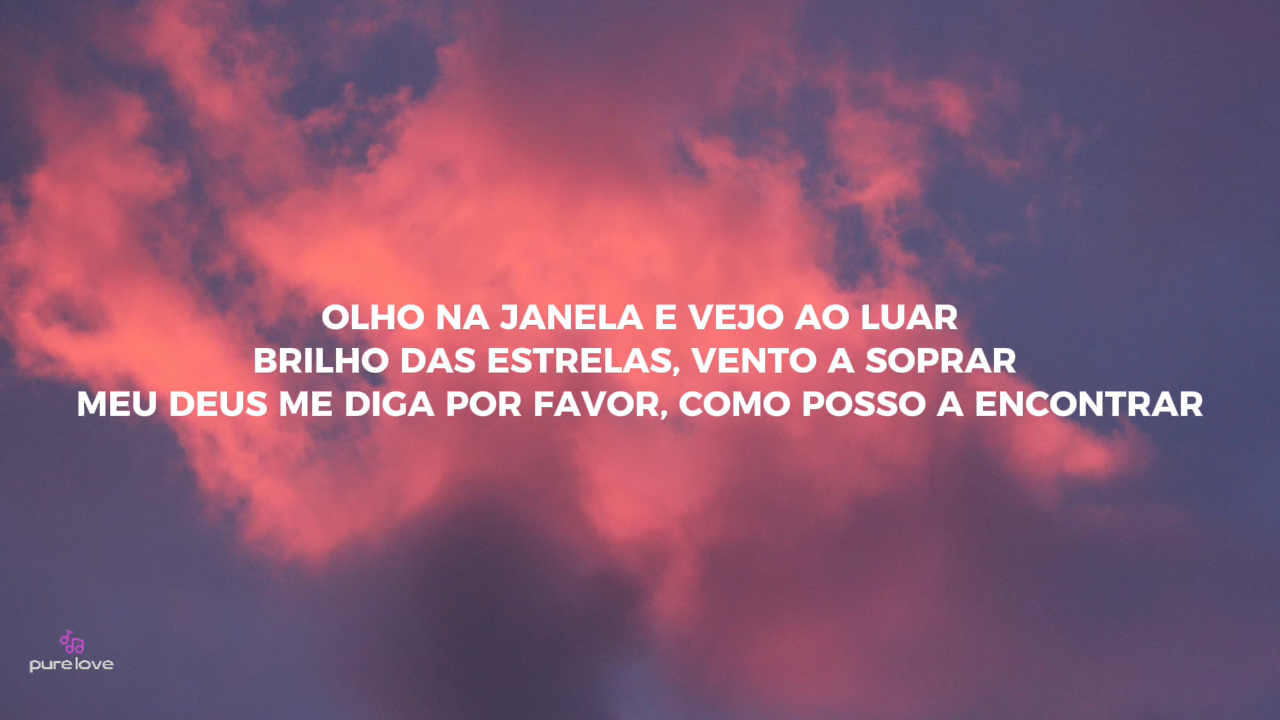 OLHO NA JANELA E VEJO AO LUAR
BRILHO DAS ESTRELAS, VENTO A SOPRAR
MEU DEUS ME DIGA POR FAVOR, COMO POSSO A ENCONTRAR
pure love